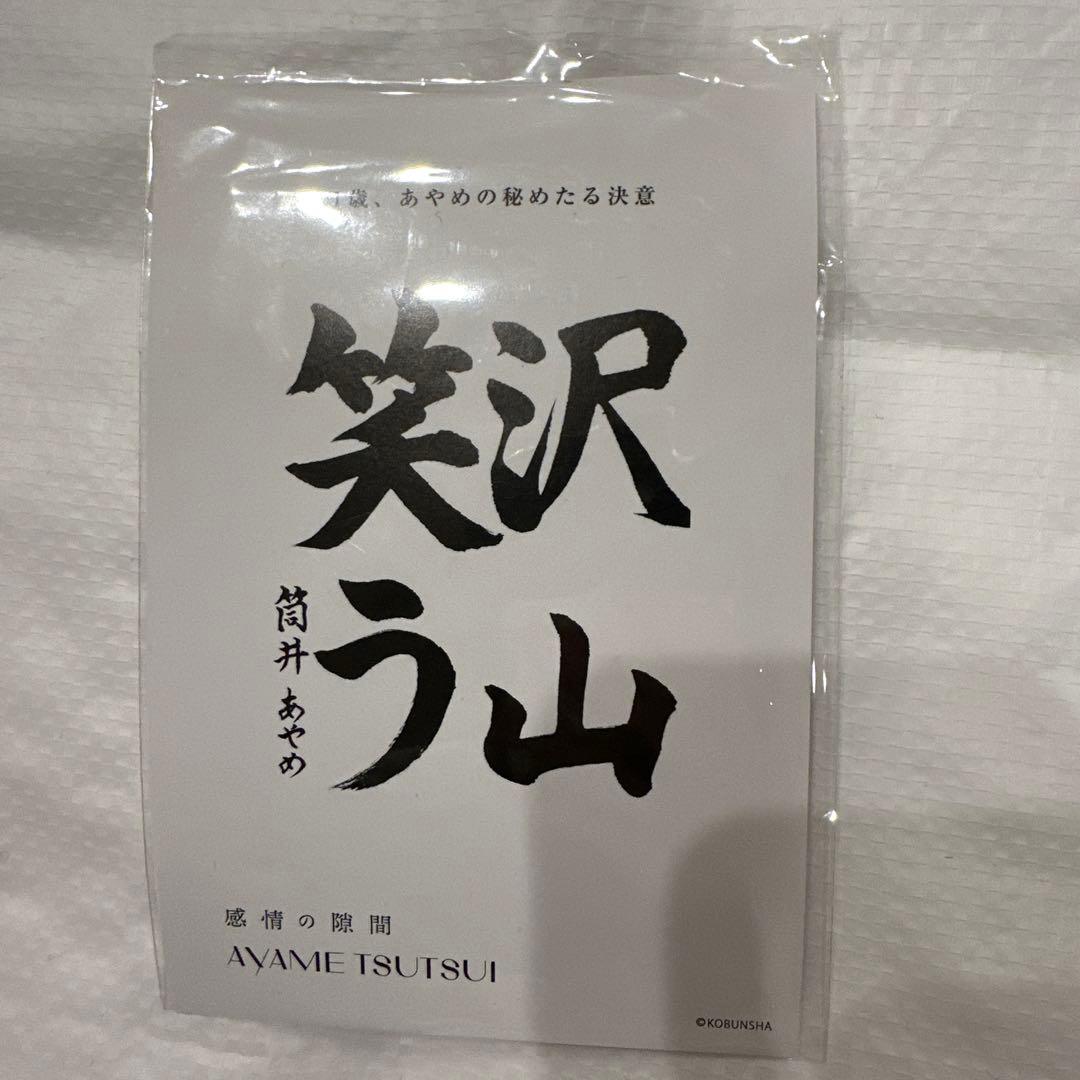 歳、あやめの秘めたる決意
沢山
笑う
筒井 あやめ
感情の隙間
AYAME TSUTSUI
©KOBUNSHA